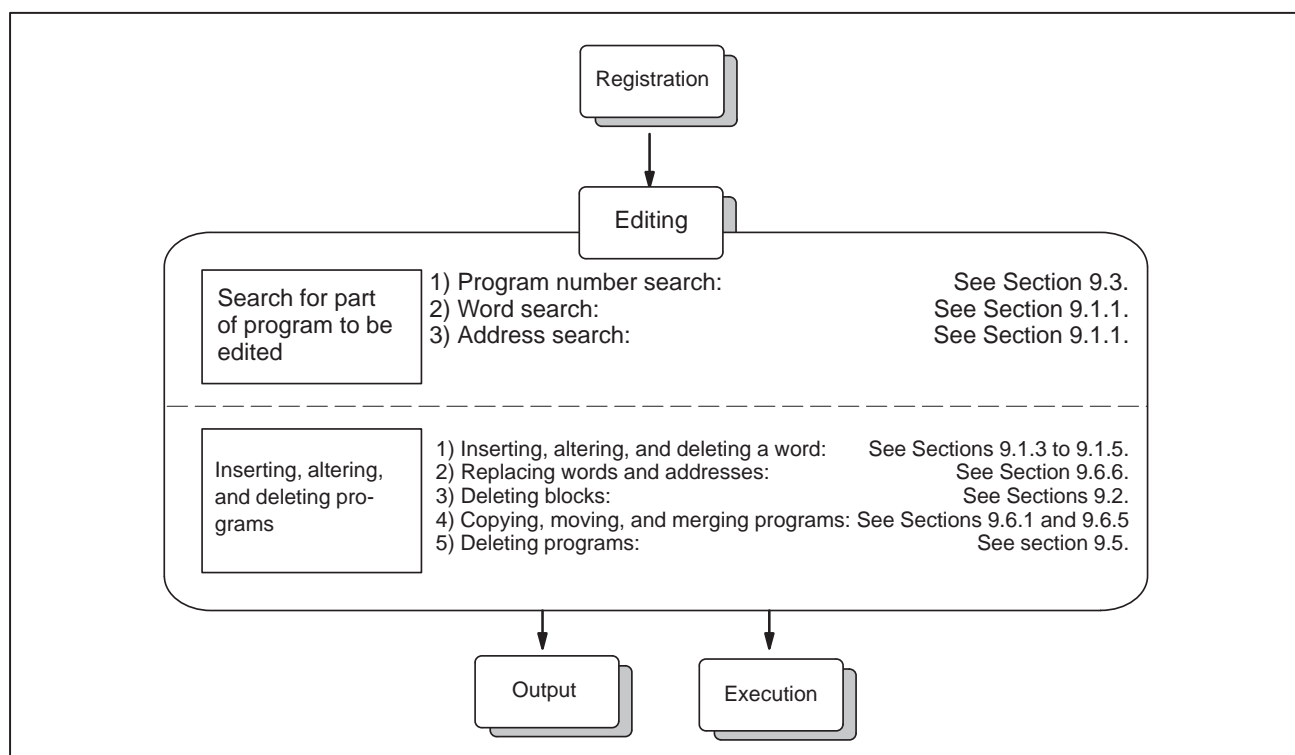 Registration
Editing
Search for part
of program to be
edited
1) Program number search: See Section 9.3.
2) Word search: See Section 9.1.1.
3) Address search: See Section 9.1.1.
Inserting, altering,
and deleting pro-
grams
1) Inserting, altering, and deleting a word: See Sections 9.1.3 to 9.1.5.
2) Replacing words and addresses: See Section 9.6.6.
3) Deleting blocks: See Sections 9.2.
4) Copying, moving, and merging programs: See Sections 9.6.1 and 9.6.5
5) Deleting programs: See section 9.5.
Output
Execution